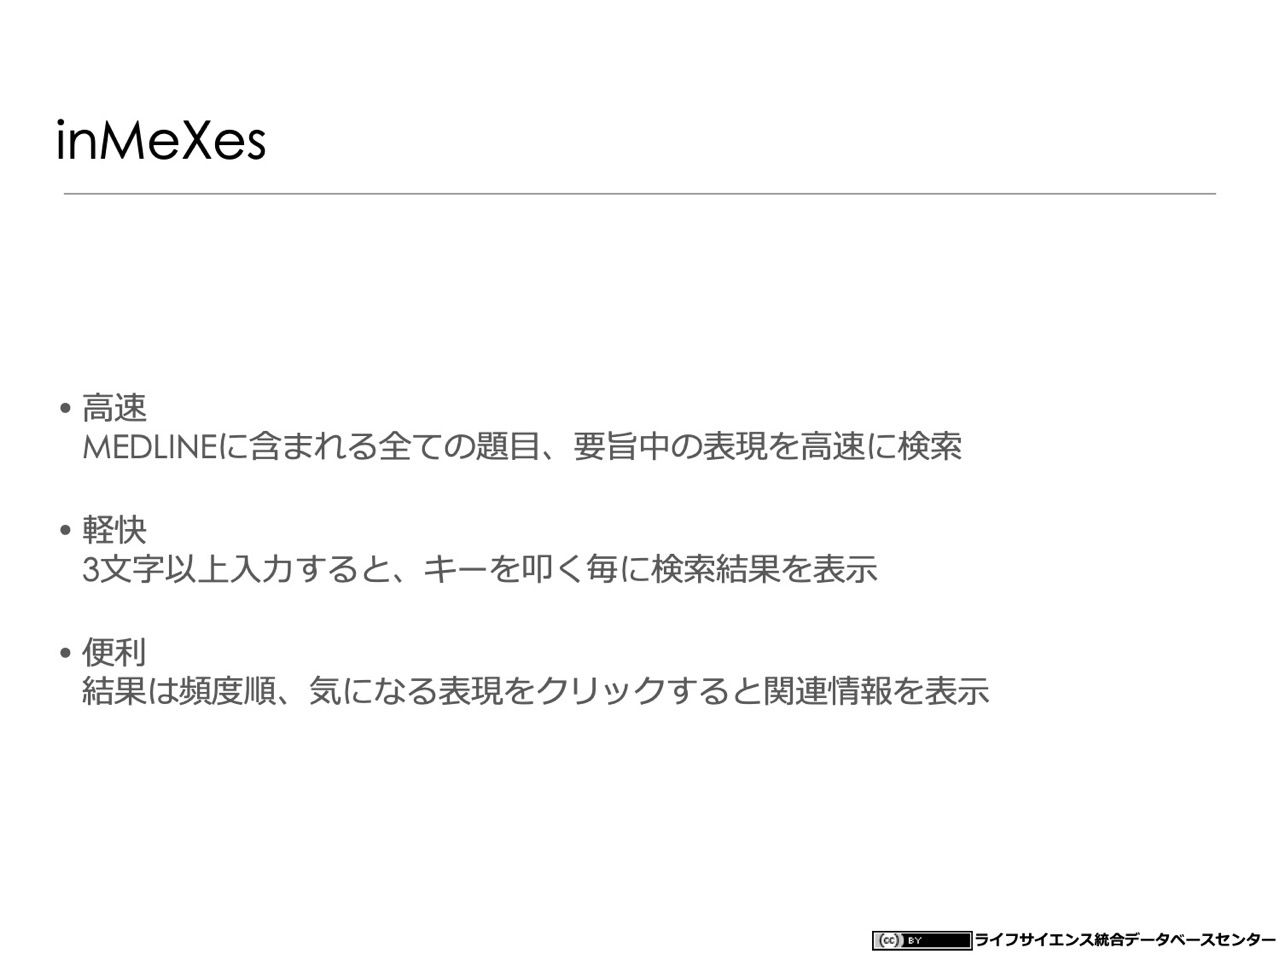 inMeXes
• 高速
MEDLINEに含まれる全ての題目、要旨中の表現を高速に検索
• 軽快
3文字以上入力すると、キーを叩く毎に検索結果を表示
• 便利
結果は頻度順、気になる表現をクリックすると関連情報を表示
(cc) BY ライフサイエンス統合データベースセンター